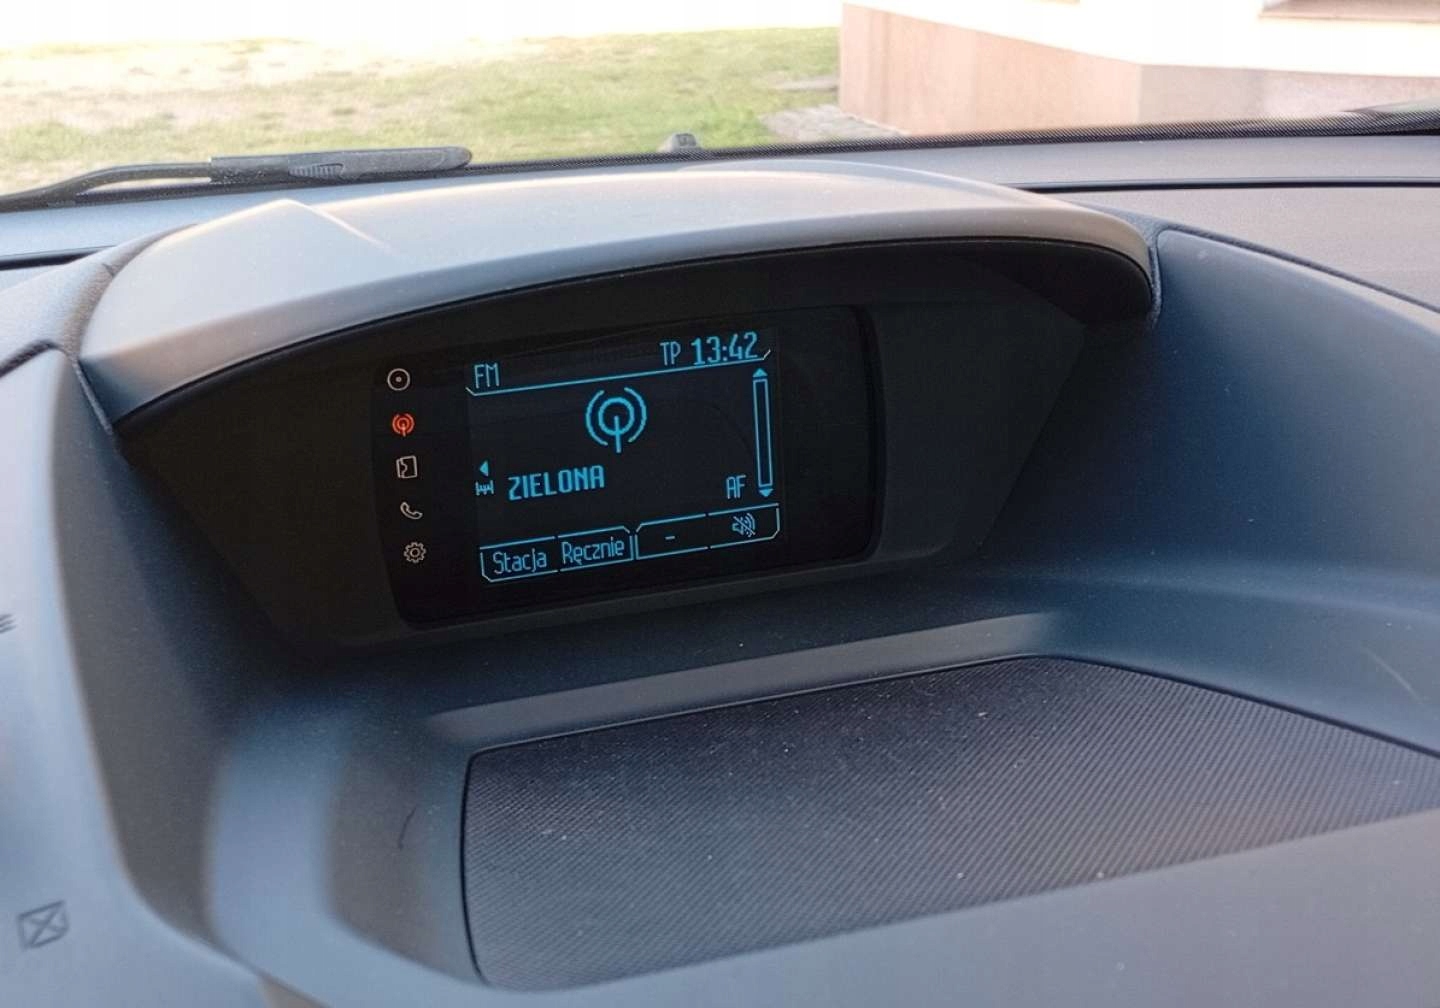 FM TP 13:42
ZIELONA
AF
Stacja Ręcznie -